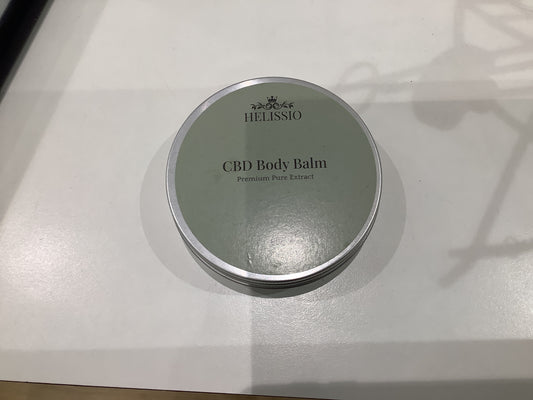 HELISSIO
CBD Body Balm
Premium Pure Extract